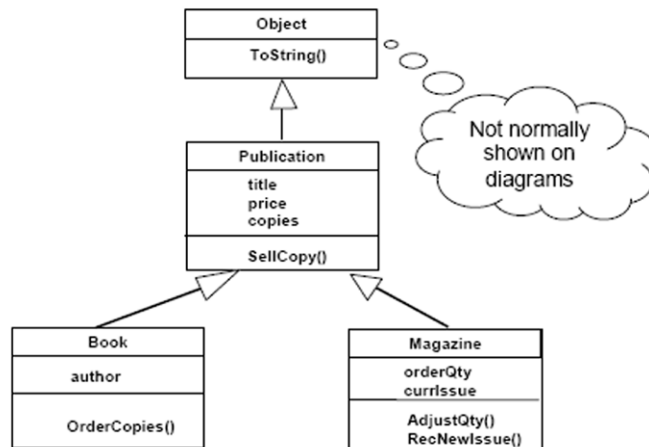 Object
ToString()
Not normally
shown on
diagrams
Publication
title
price
copies
SellCopy()
Book
author
OrderCopies()
Magazine
orderQty
currIssue
AdjustQty()
RecNewIssue()